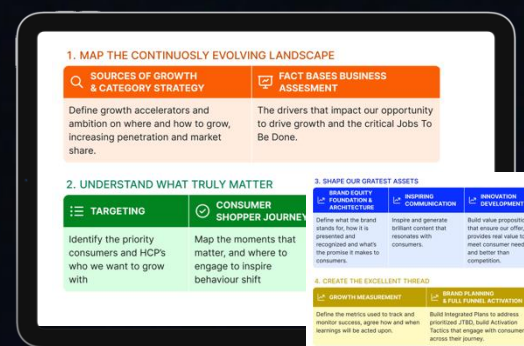 1. MAP THE CONTINUOSLY EVOLVING LANDSCAPE
SOURCES OF GROWTH
& CATEGORY STRATEGY
Define growth accelerators and
ambition on where and how to grow,
increasing penetration and market
share.
FACT BASES BUSINESS
ASSESMENT
The drivers that impact our opportunity
to drive growth and the critical Jobs To
Be Done.
2. UNDERSTAND WHAT TRULY MATTER
TARGETING
Identify the priority
consumers and HCP's
who we want to grow
with
CONSUMER
SHOPPER JOURNEY
Map the moments that
matter, and where to
engage to inspire
behaviour shift
3. SHAPE OUR GRATEST ASSETS
BRAND EQUITY
FOUNDATION &
ARCHITECTURE
Define what the brand
stands for, how it is
presented and
recognized and what's
the promise it makes to
consumers.
INSPIRING
COMMUNICATION
Inspire and generate
brilliant content that
resonates with
consumers.
INNOVATION
DEVELOPMENT
Build value propositio
that ensure our offer,
provides real value to
meet consumer need
and better than
competition.
4. CREATE THE EXCELLENT THREAD
GROWTH MEASUREMENT
Define the metrics used to track and
monitor success, agree how and when
learnings will be acted upon.
BRAND PLANNING
& FULL FUNNEL ACTIVATION
Build Integrated Plans to address
prioritized JTBD, build Activation
Tactics that engage with consumer
across their journey.